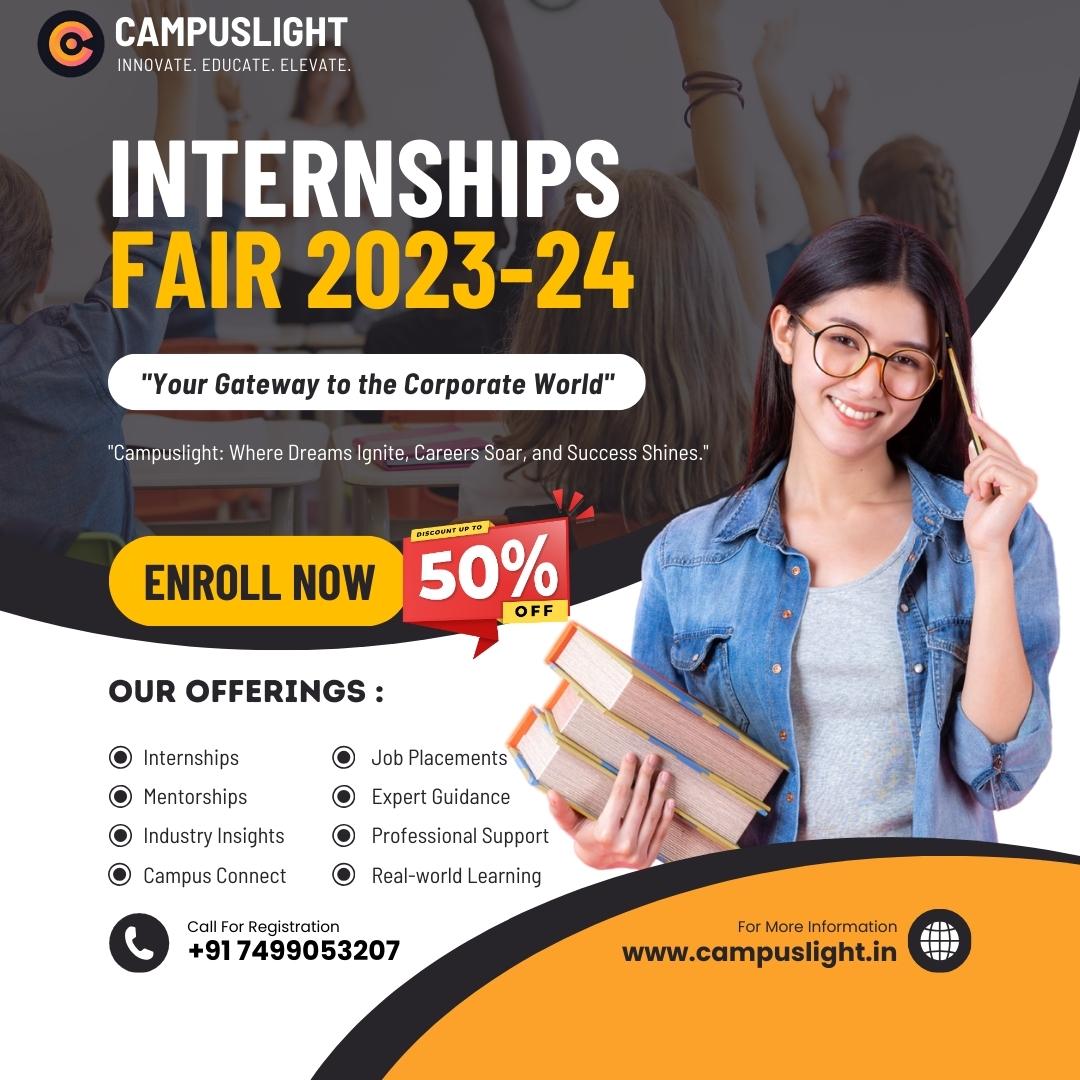 CAMPUSLIGHT
INNOVATE. EDUCATE. ELEVATE.
INTERNSHIPS
FAIR 2023-24
"Your Gateway to the Corporate World"
"Campuslight: Where Dreams Ignite, Careers Soar, and Success Shines."
ENROLL NOW
DISCOUNT UP TO
50%
OFF
OUR OFFERINGS :
Internships
Mentorships
Industry Insights
Campus Connect
Job Placements
Expert Guidance
Professional Support
Real-world Learning
Call For Registration
+91 7499053207
For More Information
www.campuslight.in